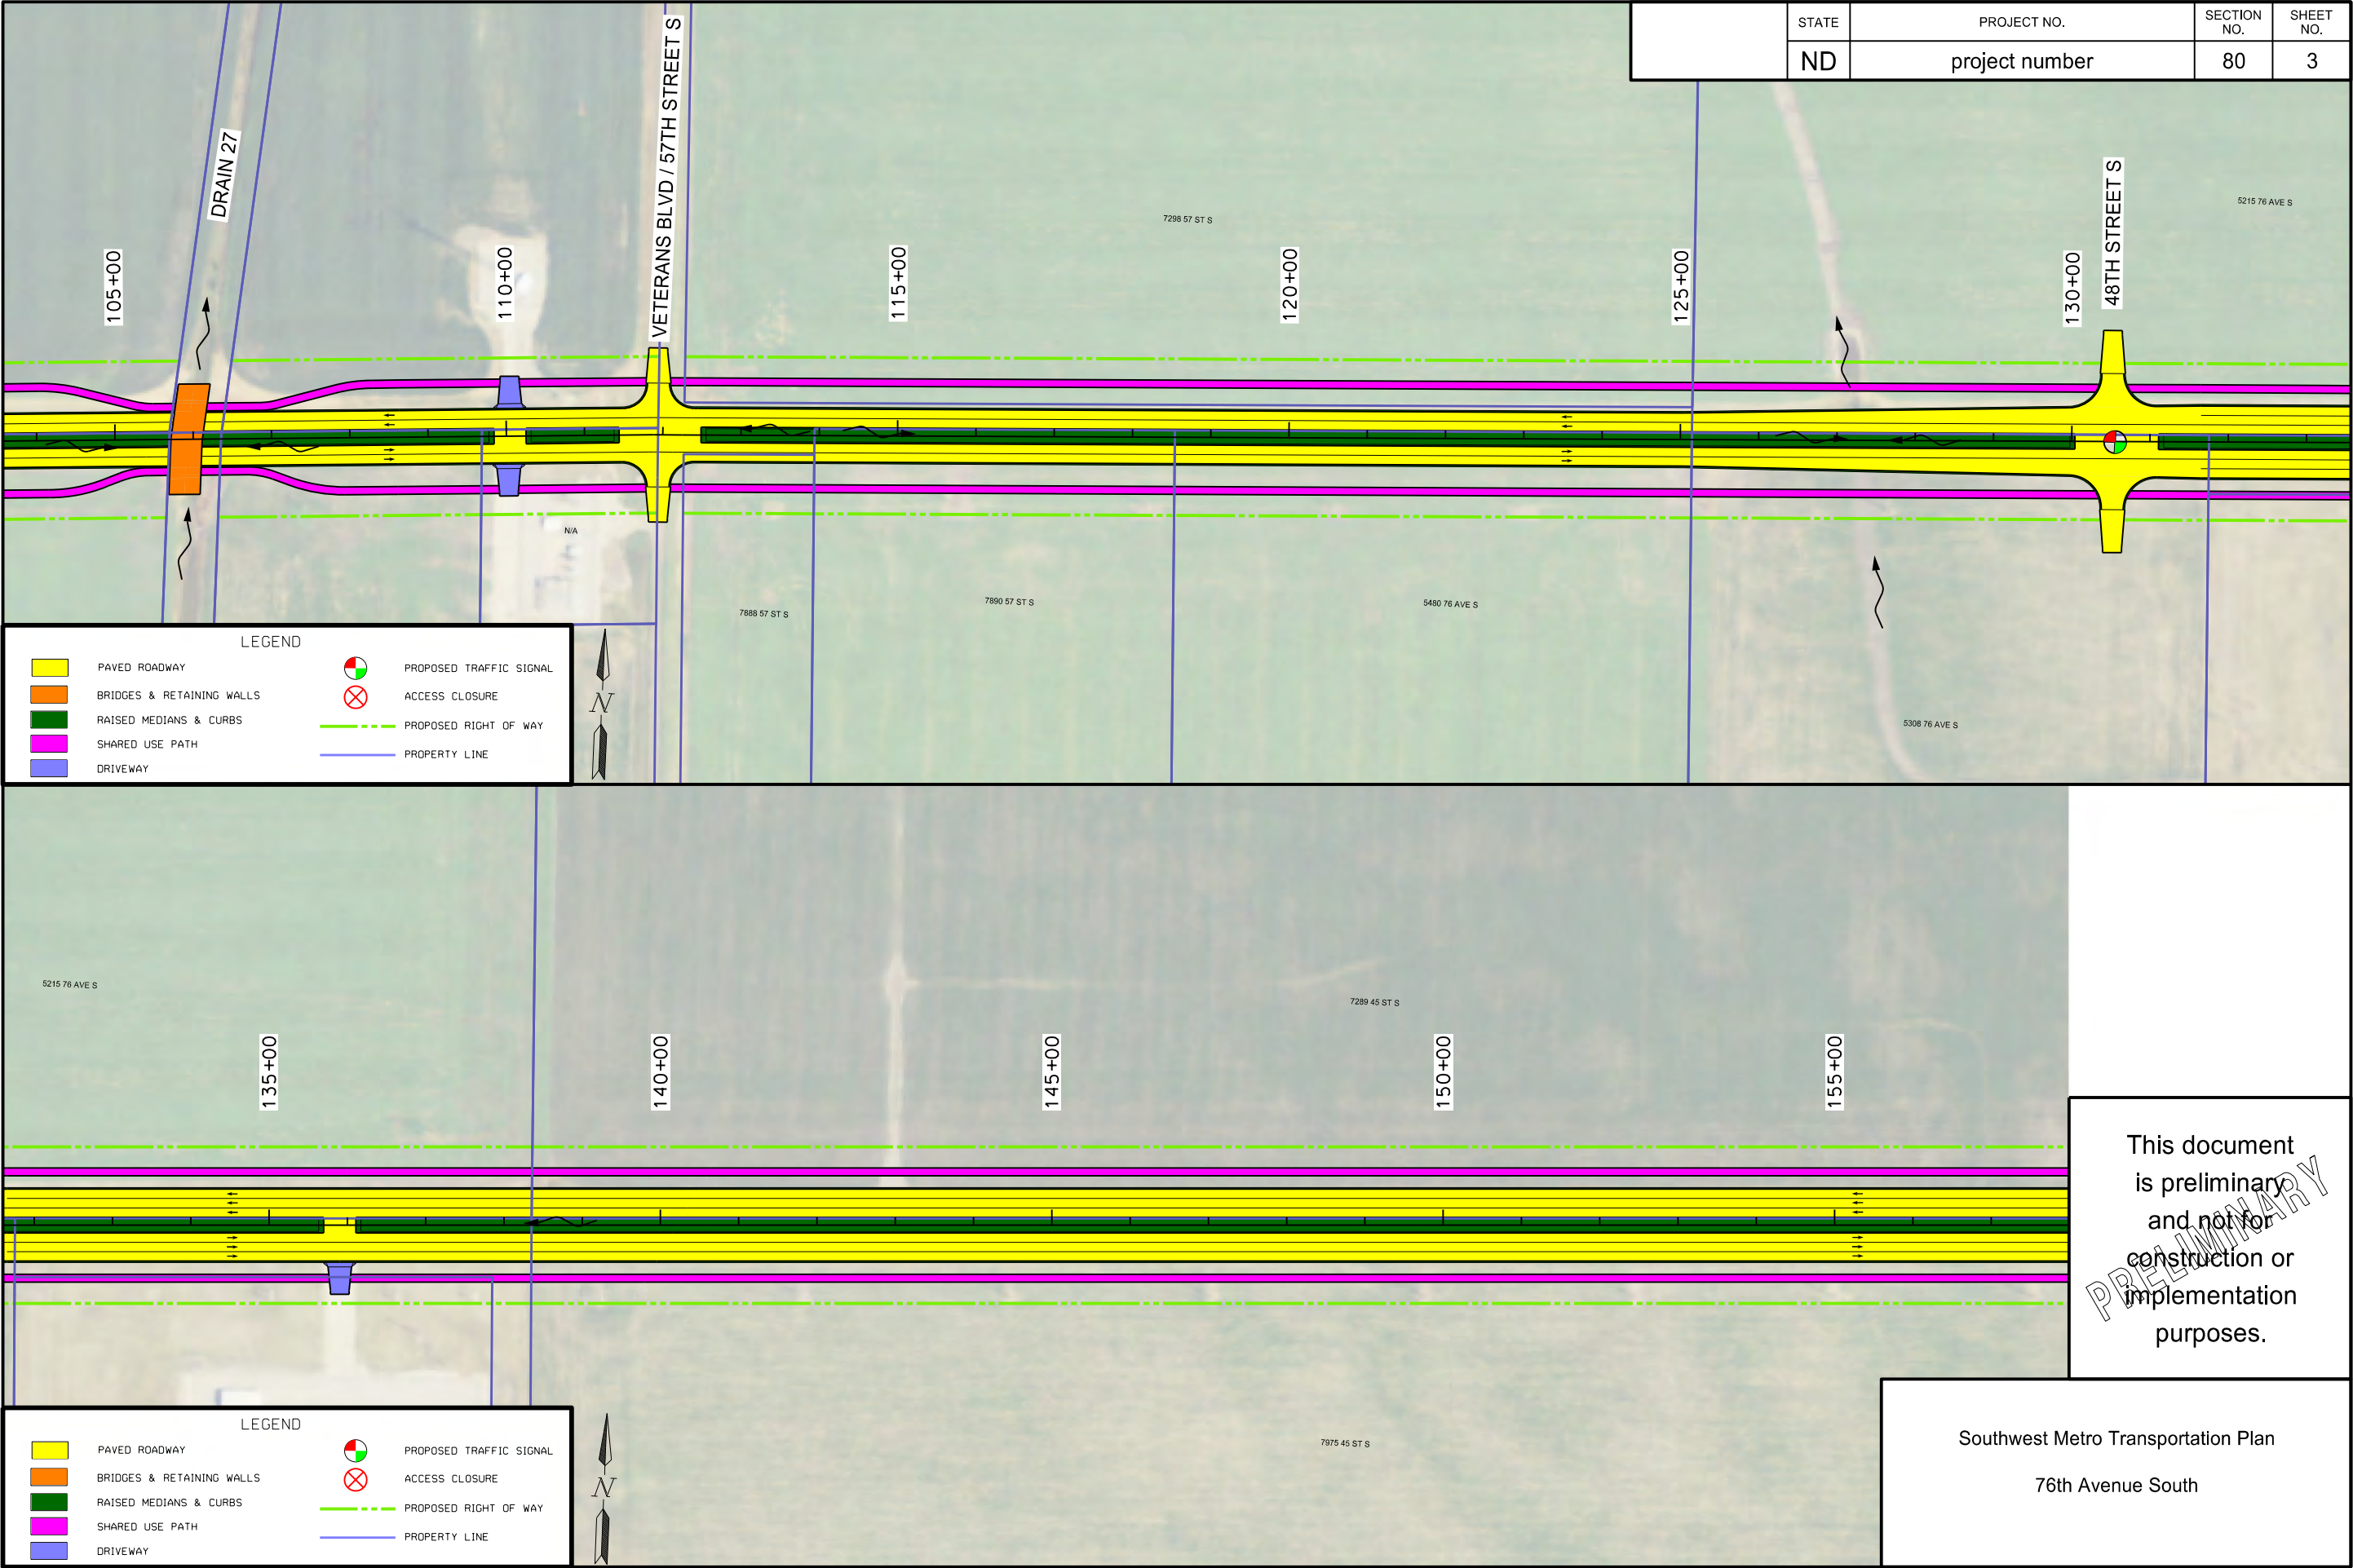 STATE
PROJECT NO.
SECTION NO.
SHEET NO.
ND
project number
80
3
DRAIN 27
VETERANS BLVD / 57TH STREET S
48TH STREET S
105+00
110+00
115+00
120+00
125+00
130+00
7298 57 ST S
5215 76 AVE S
N/A
7888 57 ST S
7890 57 ST S
5480 76 AVE S
5308 76 AVE S
LEGEND
PAVED ROADWAY
BRIDGES & RETAINING WALLS
RAISED MEDIANS & CURBS
SHARED USE PATH
DRIVEWAY
PROPOSED TRAFFIC SIGNAL
ACCESS CLOSURE
PROPOSED RIGHT OF WAY
PROPERTY LINE
N
5215 76 AVE S
7289 45 ST S
135+00
140+00
145+00
150+00
155+00
7975 45 ST S
LEGEND
PAVED ROADWAY
BRIDGES & RETAINING WALLS
RAISED MEDIANS & CURBS
SHARED USE PATH
DRIVEWAY
PROPOSED TRAFFIC SIGNAL
ACCESS CLOSURE
PROPOSED RIGHT OF WAY
PROPERTY LINE
N
This document
is preliminary
and not for
construction or
implementation
purposes.
PRELIMINARY
Southwest Metro Transportation Plan
76th Avenue South